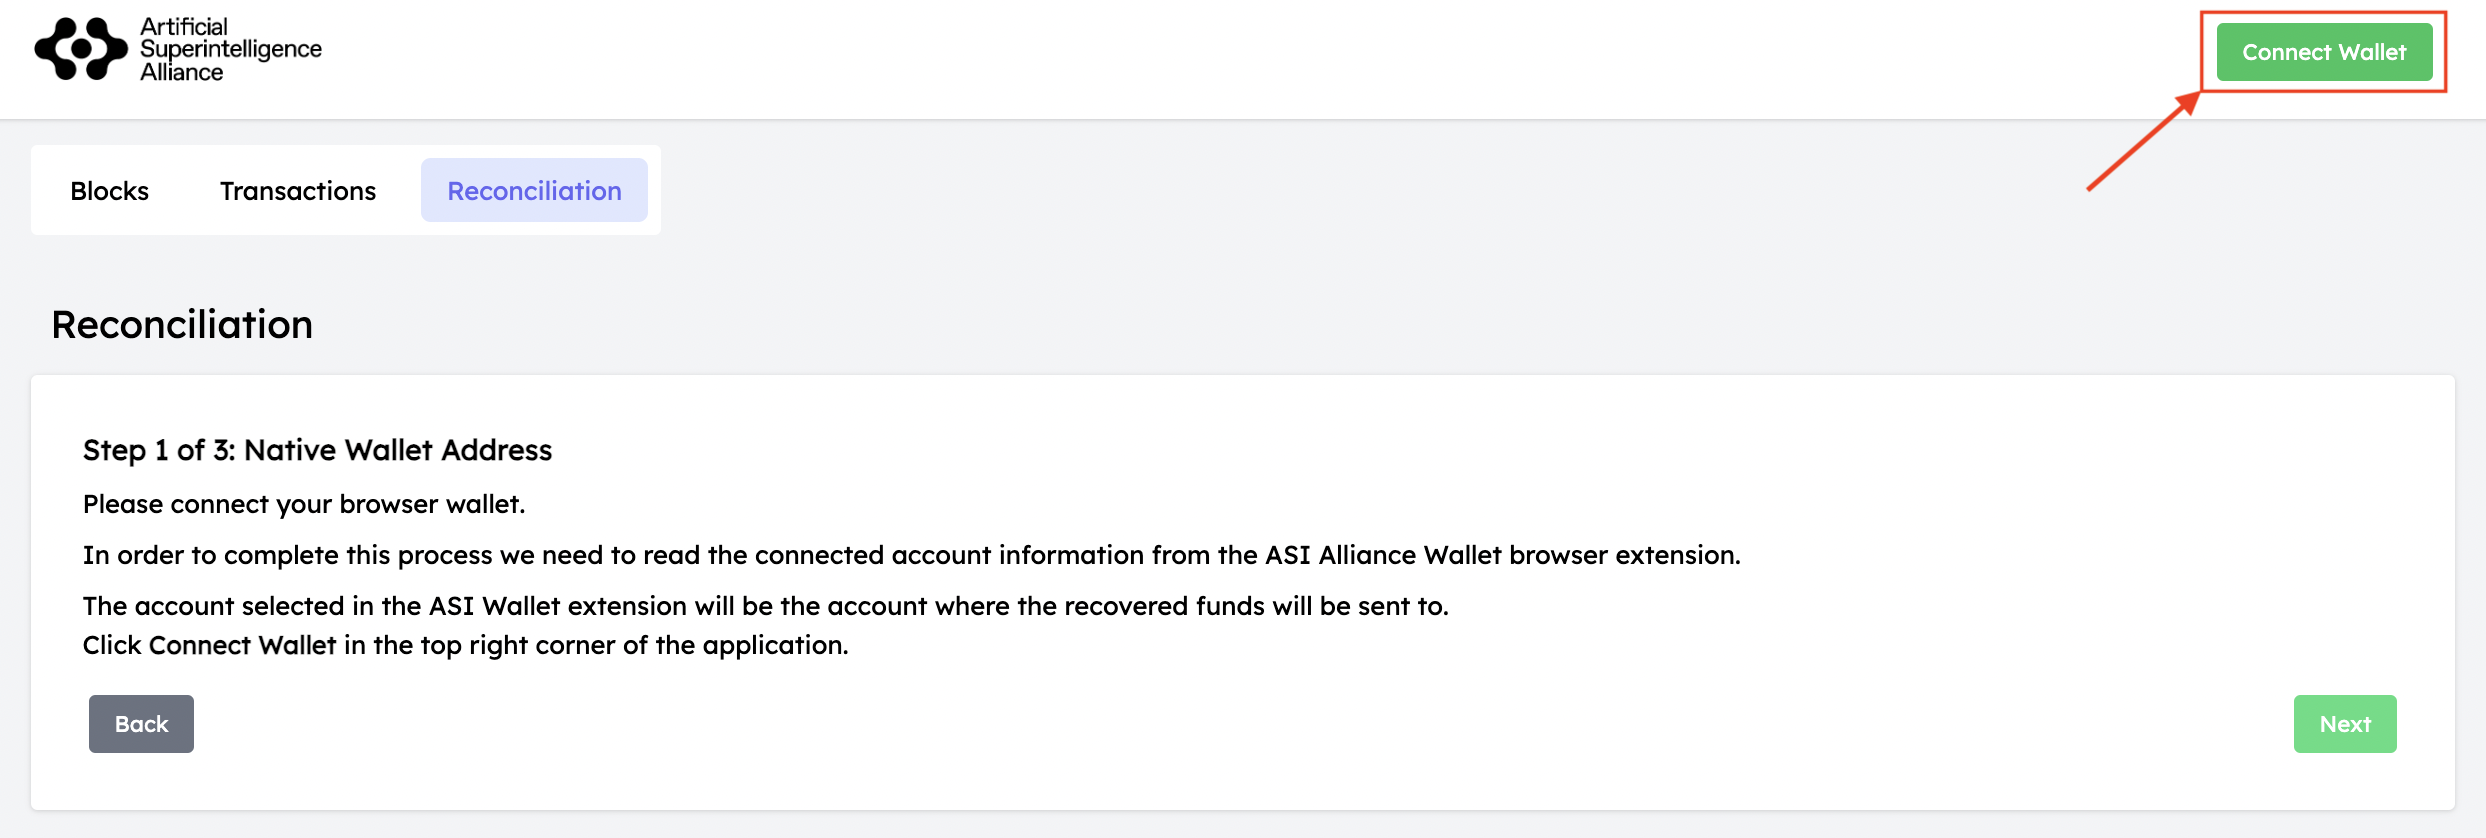 Artificial
Superintelligence
Alliance
Connect Wallet
Blocks
Transactions
Reconciliation
Reconciliation
Step 1 of 3: Native Wallet Address
Please connect your browser wallet.
In order to complete this process we need to read the connected account information from the ASI Alliance Wallet browser extension.
The account selected in the ASI Wallet extension will be the account where the recovered funds will be sent to.
Click Connect Wallet in the top right corner of the application.
Back
Next